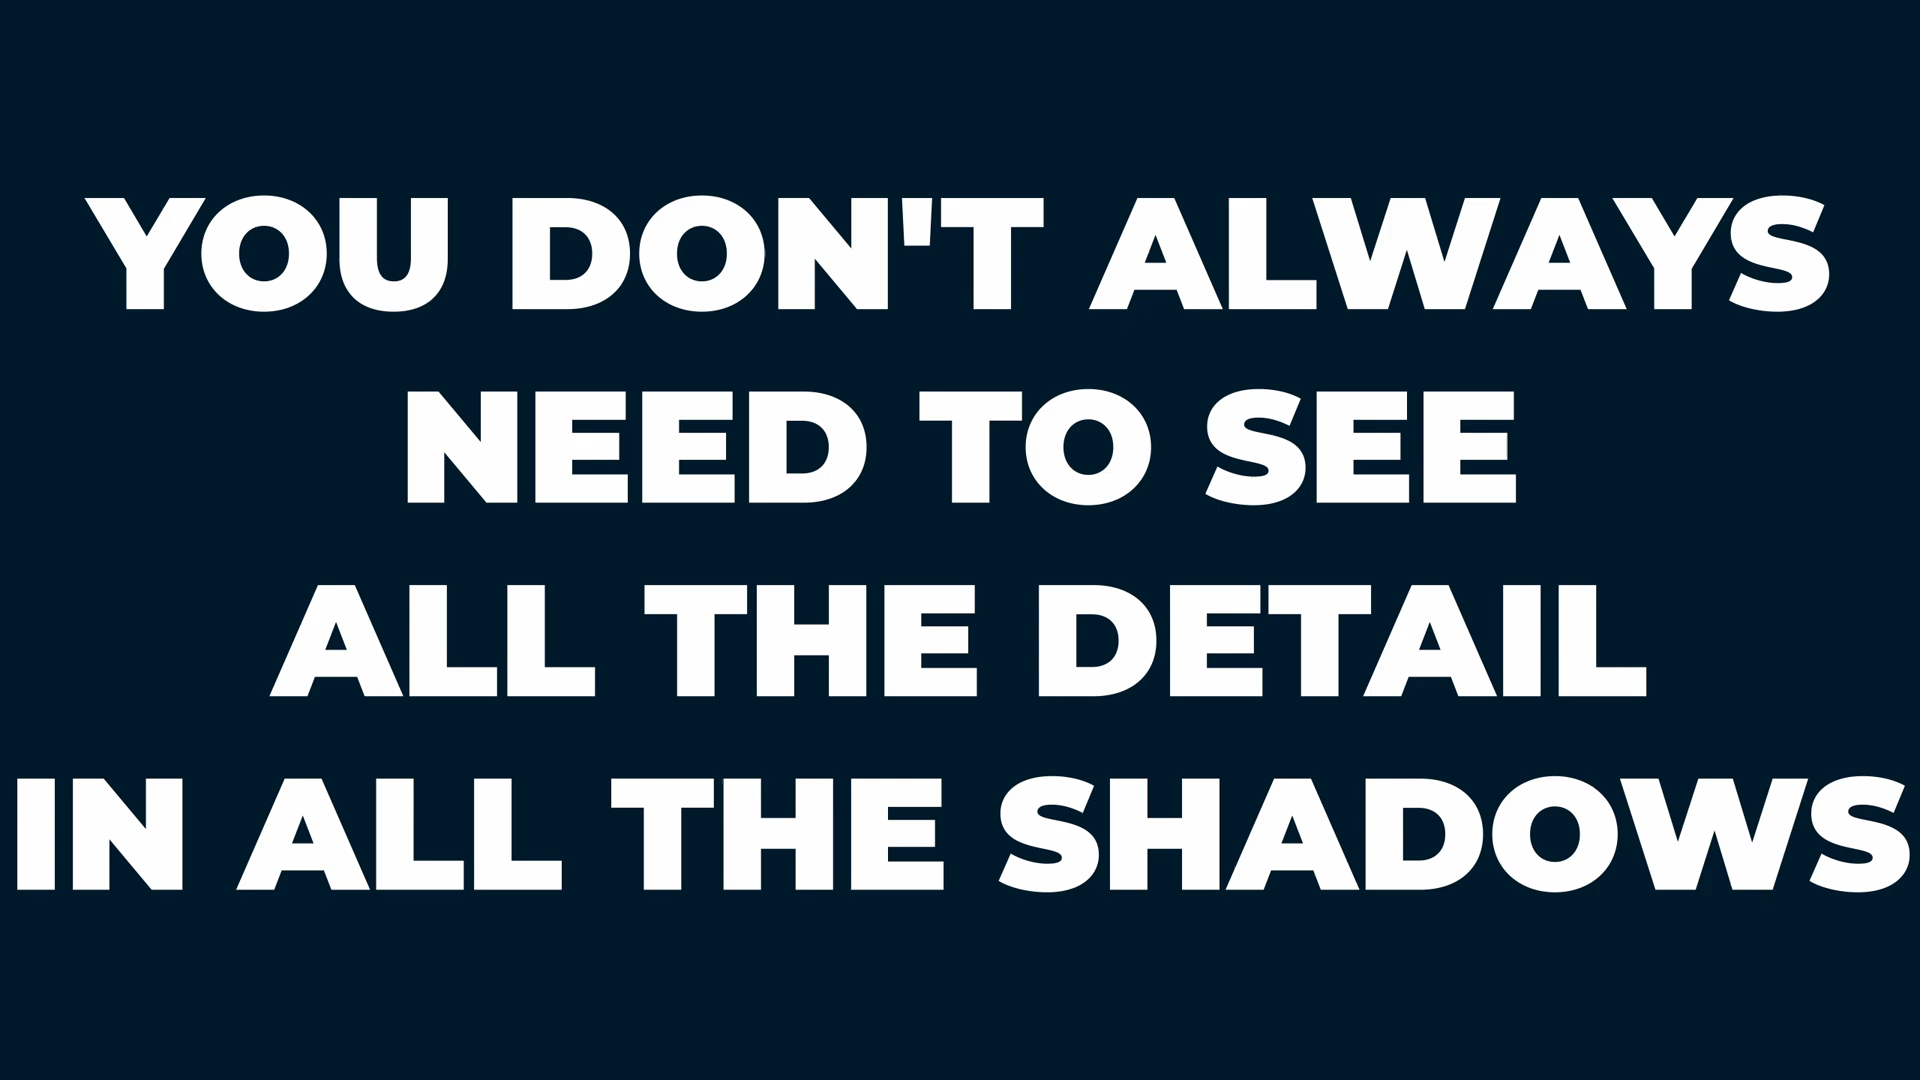 YOU DON'T ALWAYS
NEED TO SEE
ALL THE DETAIL
IN ALL THE SHADOWS